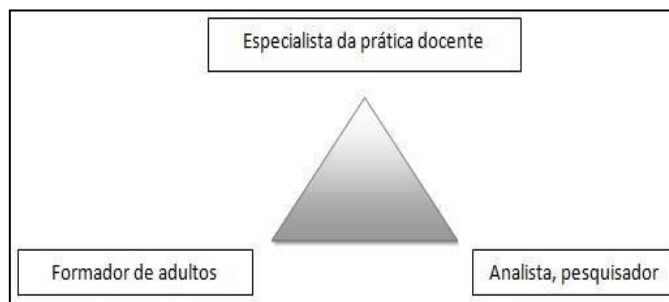 Especialista da prática docente
Formador de adultos
Analista, pesquisador